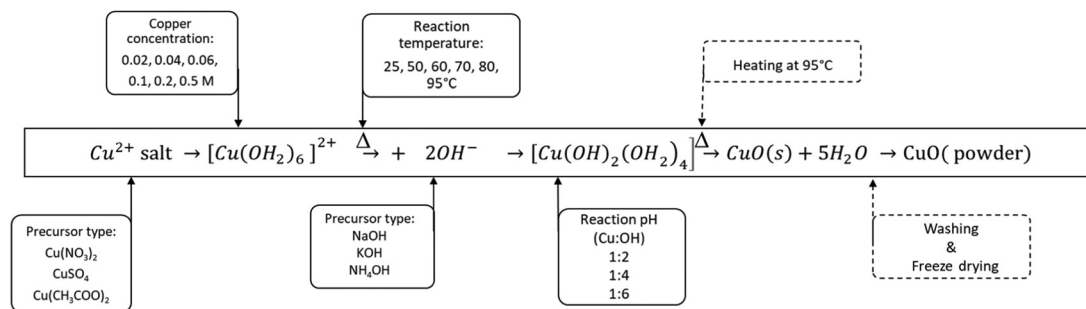 Copper
concentration:
0.02, 0.04, 0.06,
0.1, 0.2, 0.5 M
Reaction
temperature:
25, 50, 60, 70, 80,
95°C
Heating at 95°C
Cu²⁺ salt → [Cu(OH₂)₆]²⁺ Δ→ + 2OH⁻ → [Cu(OH)₂(OH₂)₄] Δ→ CuO(s) + 5H₂O → CuO( powder)
Precursor type:
Cu(NO₃)₂
CuSO₄
Cu(CH₃COO)₂
Precursor type:
NaOH
KOH
NH₄OH
Reaction pH
(Cu:OH)
1:2
1:4
1:6
Washing
&
Freeze drying